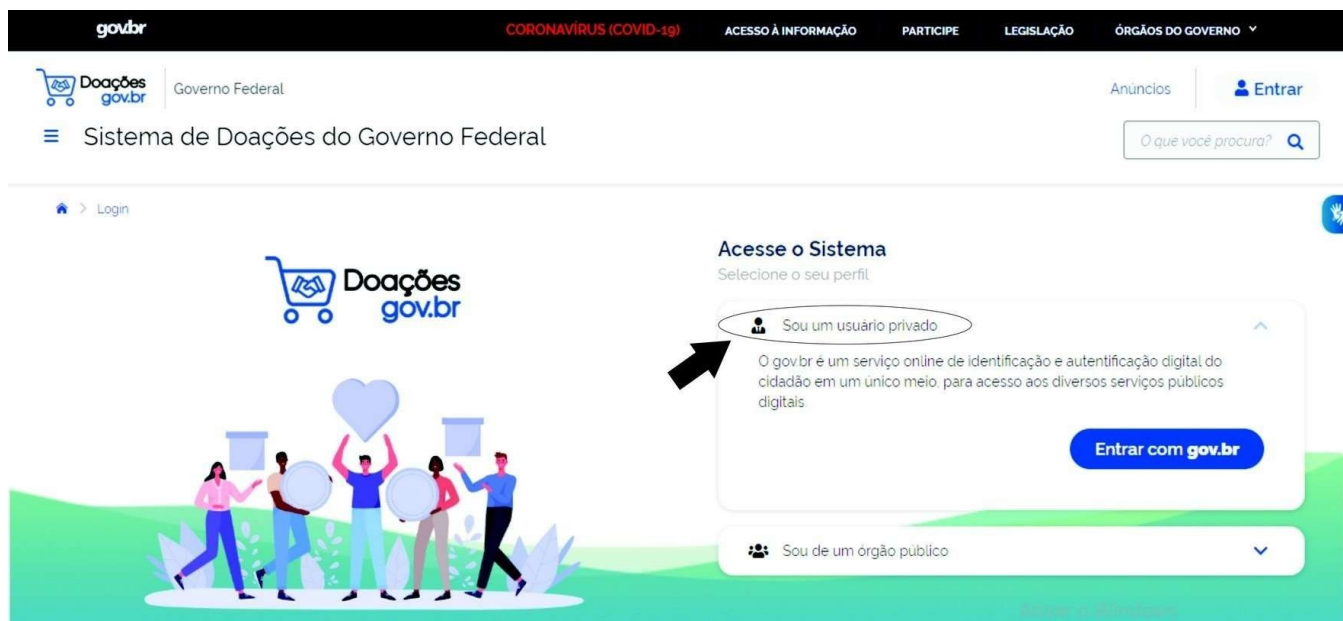 gov.br
CORONAVÍRUS (COVID-19)
ACESSO À INFORMAÇÃO
PARTICIPE
LEGISLAÇÃO
ÓRGÃOS DO GOVERNO
Doações
gov.br
Governo Federal
Anúncios
Entrar
Sistema de Doações do Governo Federal
O que você procura?
Login
Doações
gov.br
Acesse o Sistema
Selecione o seu perfil
Sou um usuário privado
O gov.br é um serviço online de identificação e autentificação digital do
cidadão em um único meio, para acesso aos diversos serviços públicos
digitais.
Entrar com gov.br
Sou de um órgão público